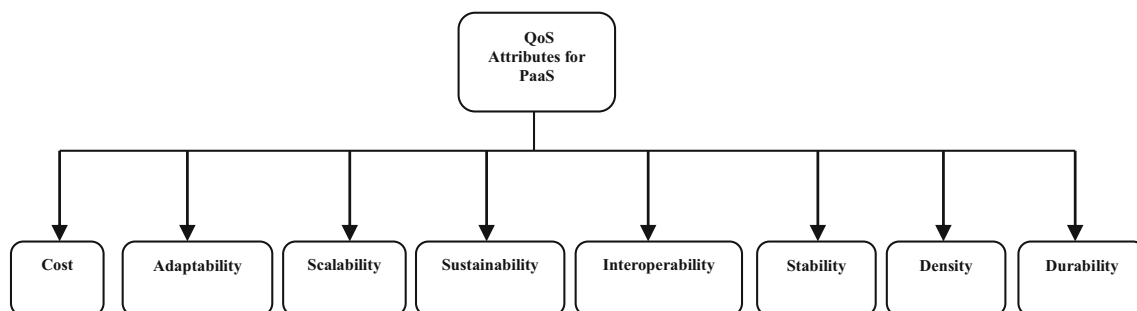 QoS
Attributes for
PaaS
Cost
Adaptability
Scalability
Sustainability
Interoperability
Stability
Density
Durability